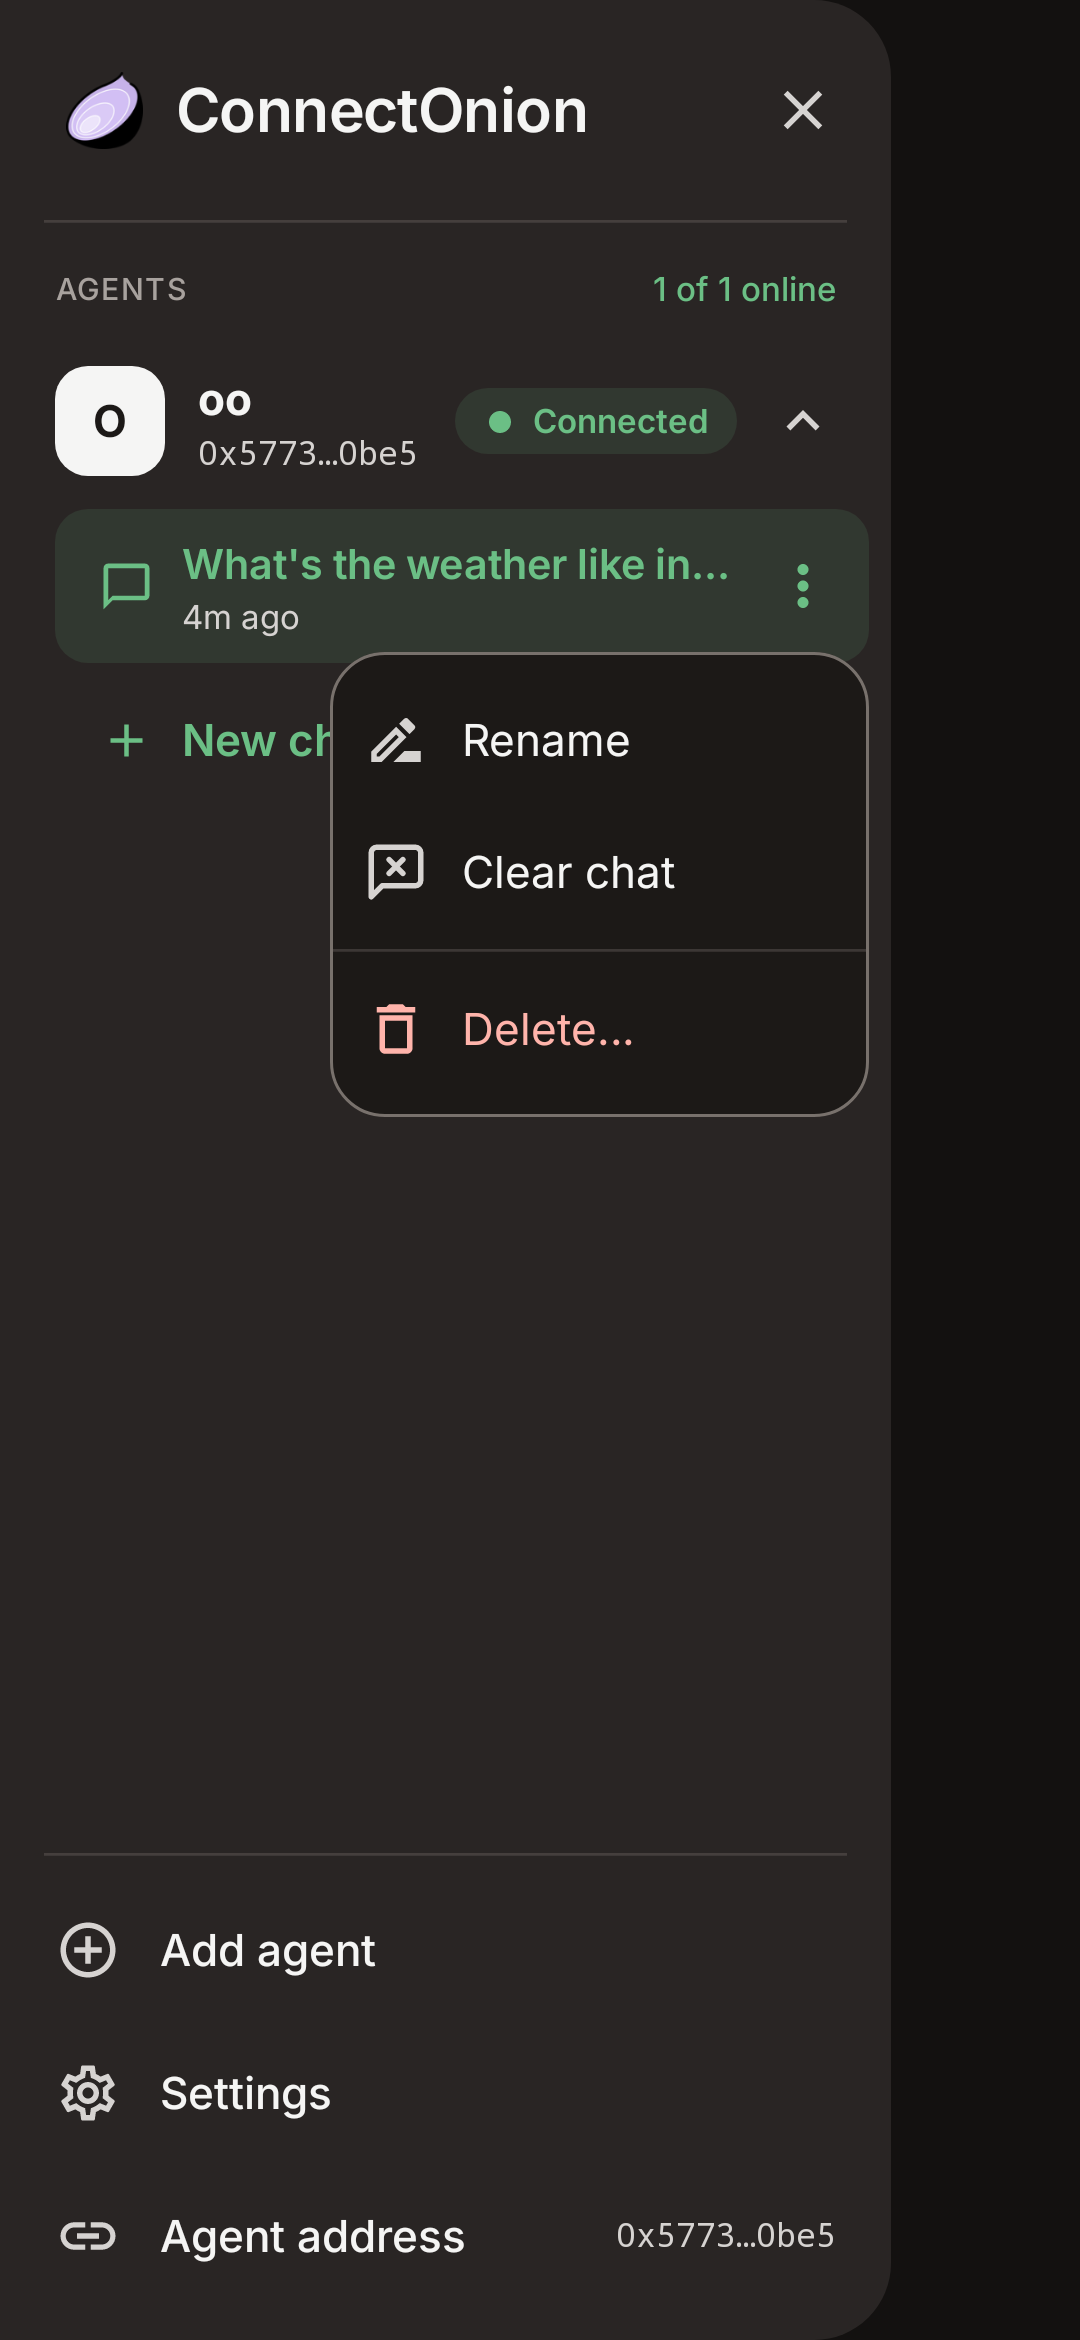 ConnectOnion
AGENTS
1 of 1 online
O
oo
0x5773…0be5
Connected
What's the weather like in…
4m ago
New ch
Rename
Clear chat
Delete…
Add agent
Settings
Agent address
0x5773…0be5